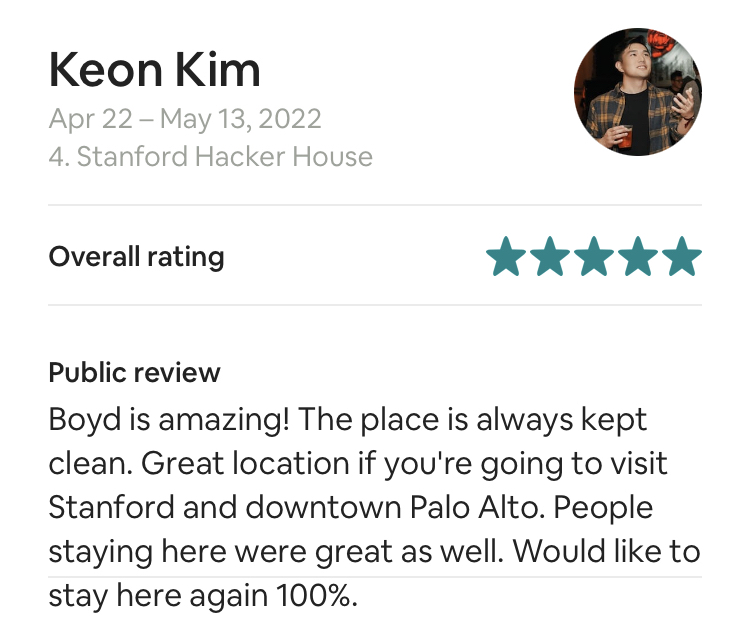 Keon Kim
Apr 22 – May 13, 2022
4. Stanford Hacker House
Overall rating
Public review
Boyd is amazing! The place is always kept
clean. Great location if you're going to visit
Stanford and downtown Palo Alto. People
staying here were great as well. Would like to
stay here again 100%.